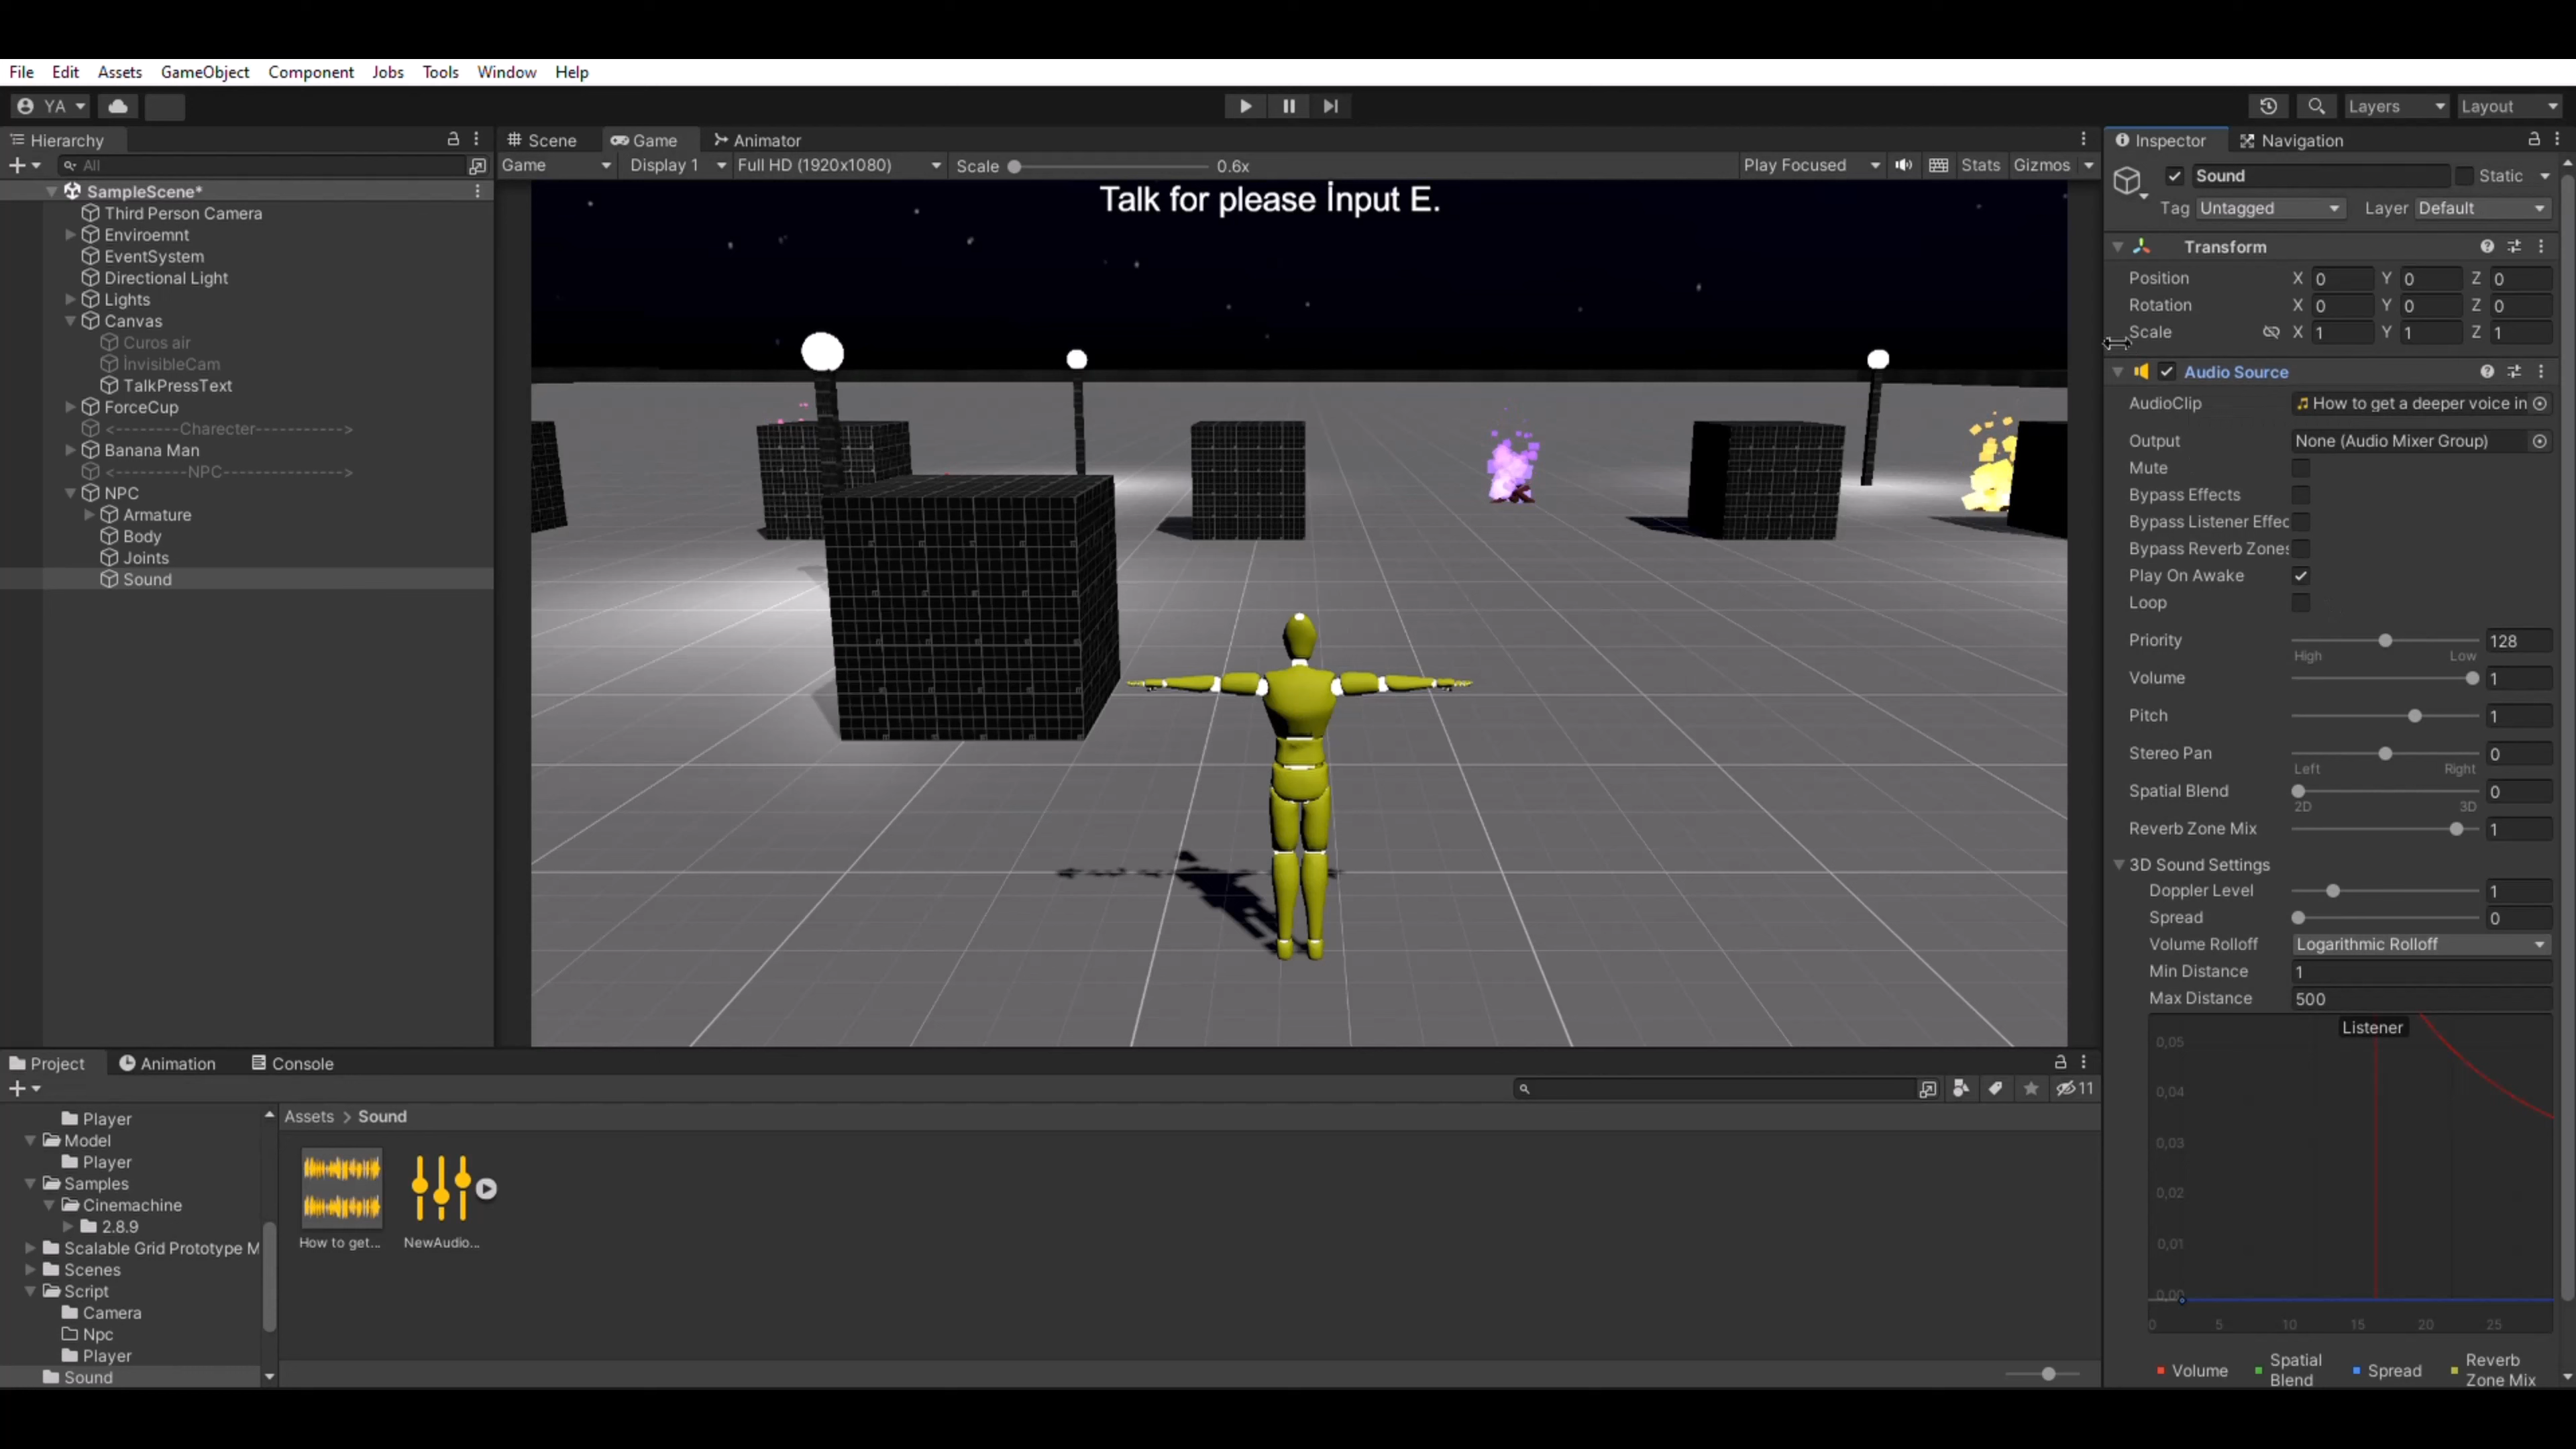 File Edit Assets GameObject Component Jobs Tools Window Help
YA
Layers
Layout
Hierarchy
All
SampleScene*
Third Person Camera
Enviroemnt
EventSystem
Directional Light
Lights
Canvas
Curos air
İnvisibleCam
TalkPressText
ForceCup
<--------Charecter----------->
Banana Man
<---------NPC---------------->
NPC
Armature
Body
Joints
Sound
Scene Game Animator
Game Display 1 Full HD (1920x1080) Scale 0.6x Play Focused Stats Gizmos
Talk for please İnput E.
Inspector Navigation
Sound Static
Tag Untagged Layer Default
Transform
Position X 0 Y 0 Z 0
Rotation X 0 Y 0 Z 0
Scale X 1 Y 1 Z 1
Audio Source
AudioClip How to get a deeper voice in
Output None (Audio Mixer Group)
Mute
Bypass Effects
Bypass Listener Effec
Bypass Reverb Zones
Play On Awake
Loop
Priority 128
High Low
Volume 1
Pitch 1
Stereo Pan 0
Left Right
Spatial Blend 0
2D 3D
Reverb Zone Mix 1
3D Sound Settings
Doppler Level 1
Spread 0
Volume Rolloff Logarithmic Rolloff
Min Distance 1
Max Distance 500
Listener
0,05
0,04
0,03
0,02
0,01
0,00
0 5 10 15 20 25
Volume Spatial Blend Spread Reverb Zone Mix
Project Animation Console
11
Player
Model
Player
Samples
Cinemachine
2.8.9
Scalable Grid Prototype M
Scenes
Script
Camera
Npc
Player
Sound
Assets > Sound
How to get... NewAudio...